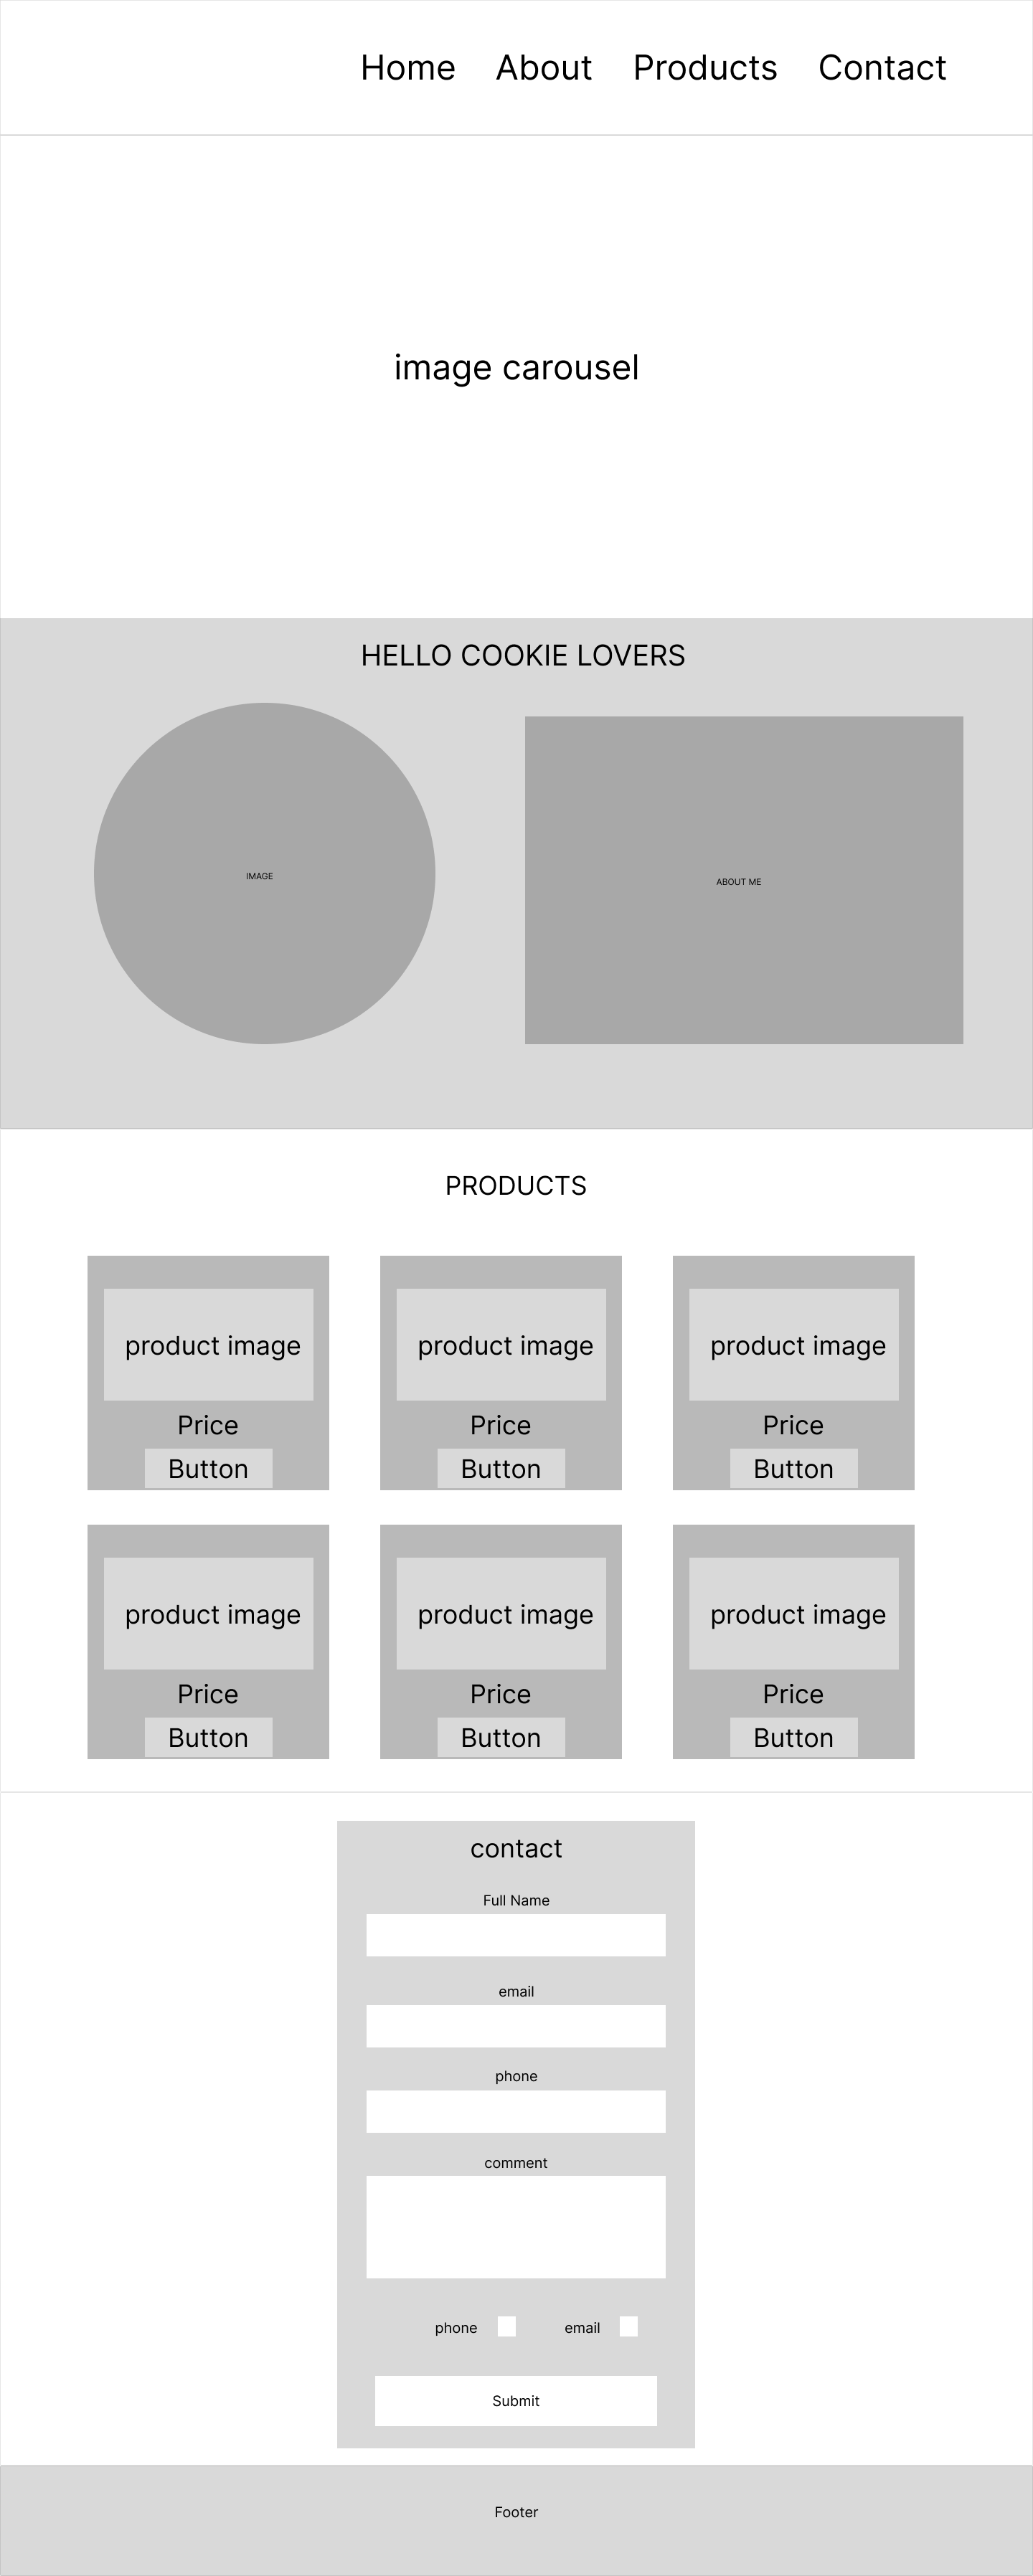 Home About Products Contact
image carousel
HELLO COOKIE LOVERS
IMAGE
ABOUT ME
PRODUCTS
product image product image product image
Price Price Price
Button Button Button
product image product image product image
Price Price Price
Button Button Button
contact
Full Name
email
phone
comment
phone email
Submit
Footer